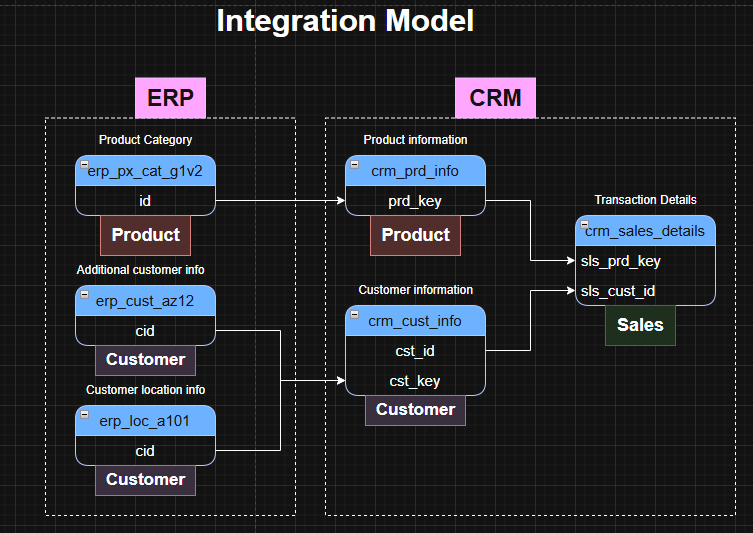 Integration Model
ERP
CRM
Product Category
erp_px_cat_g1v2
id
Product
Additional customer info
erp_cust_az12
cid
Customer
Customer location info
erp_loc_a101
cid
Customer
Product information
crm_prd_info
prd_key
Product
Customer information
crm_cust_info
cst_id
cst_key
Customer
Transaction Details
crm_sales_details
sls_prd_key
sls_cust_id
Sales